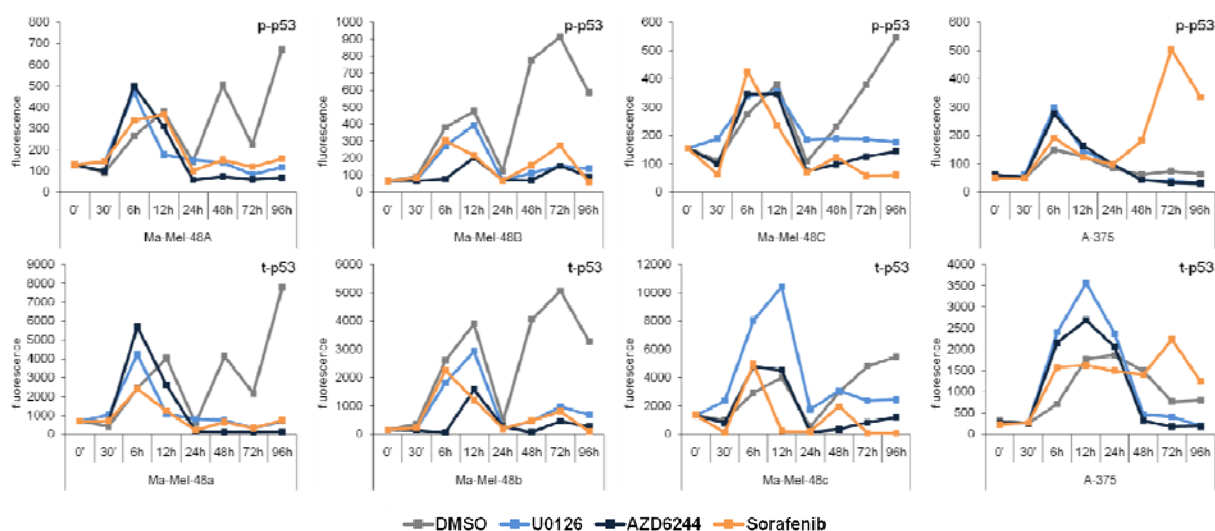 p-p53
800
700
600
500
400
300
200
100
0
fluorescence
0' 30' 6h 12h 24h 48h 72h 96h
Ma-Mel-48A
p-p53
1000
900
800
700
600
500
400
300
200
100
0
fluorescence
0' 30' 6h 12h 24h 48h 72h 96h
Ma-Mel-48B
p-p53
600
500
400
300
200
100
0
fluorescence
0' 30' 6h 12h 24h 48h 72h 96h
Ma-Mel-48C
p-p53
600
500
400
300
200
100
0
fluorescence
0' 30' 6h 12h 24h 48h 72h 96h
A-375
t-p53
9000
8000
7000
6000
5000
4000
3000
2000
1000
0
fluorescence
0' 30' 6h 12h 24h 48h 72h 96h
Ma-Mel-48a
t-p53
6000
5000
4000
3000
2000
1000
0
fluorescence
0' 30' 6h 12h 24h 48h 72h 96h
Ma-Mel-48b
t-p53
12000
10000
8000
6000
4000
2000
0
fluorescence
0' 30' 6h 12h 24h 48h 72h 96h
Ma-Mel-48c
t-p53
4000
3500
3000
2500
2000
1500
1000
500
0
fluorescence
0' 30' 6h 12h 24h 48h 72h 96h
A-375
DMSO U0126 AZD6244 Sorafenib